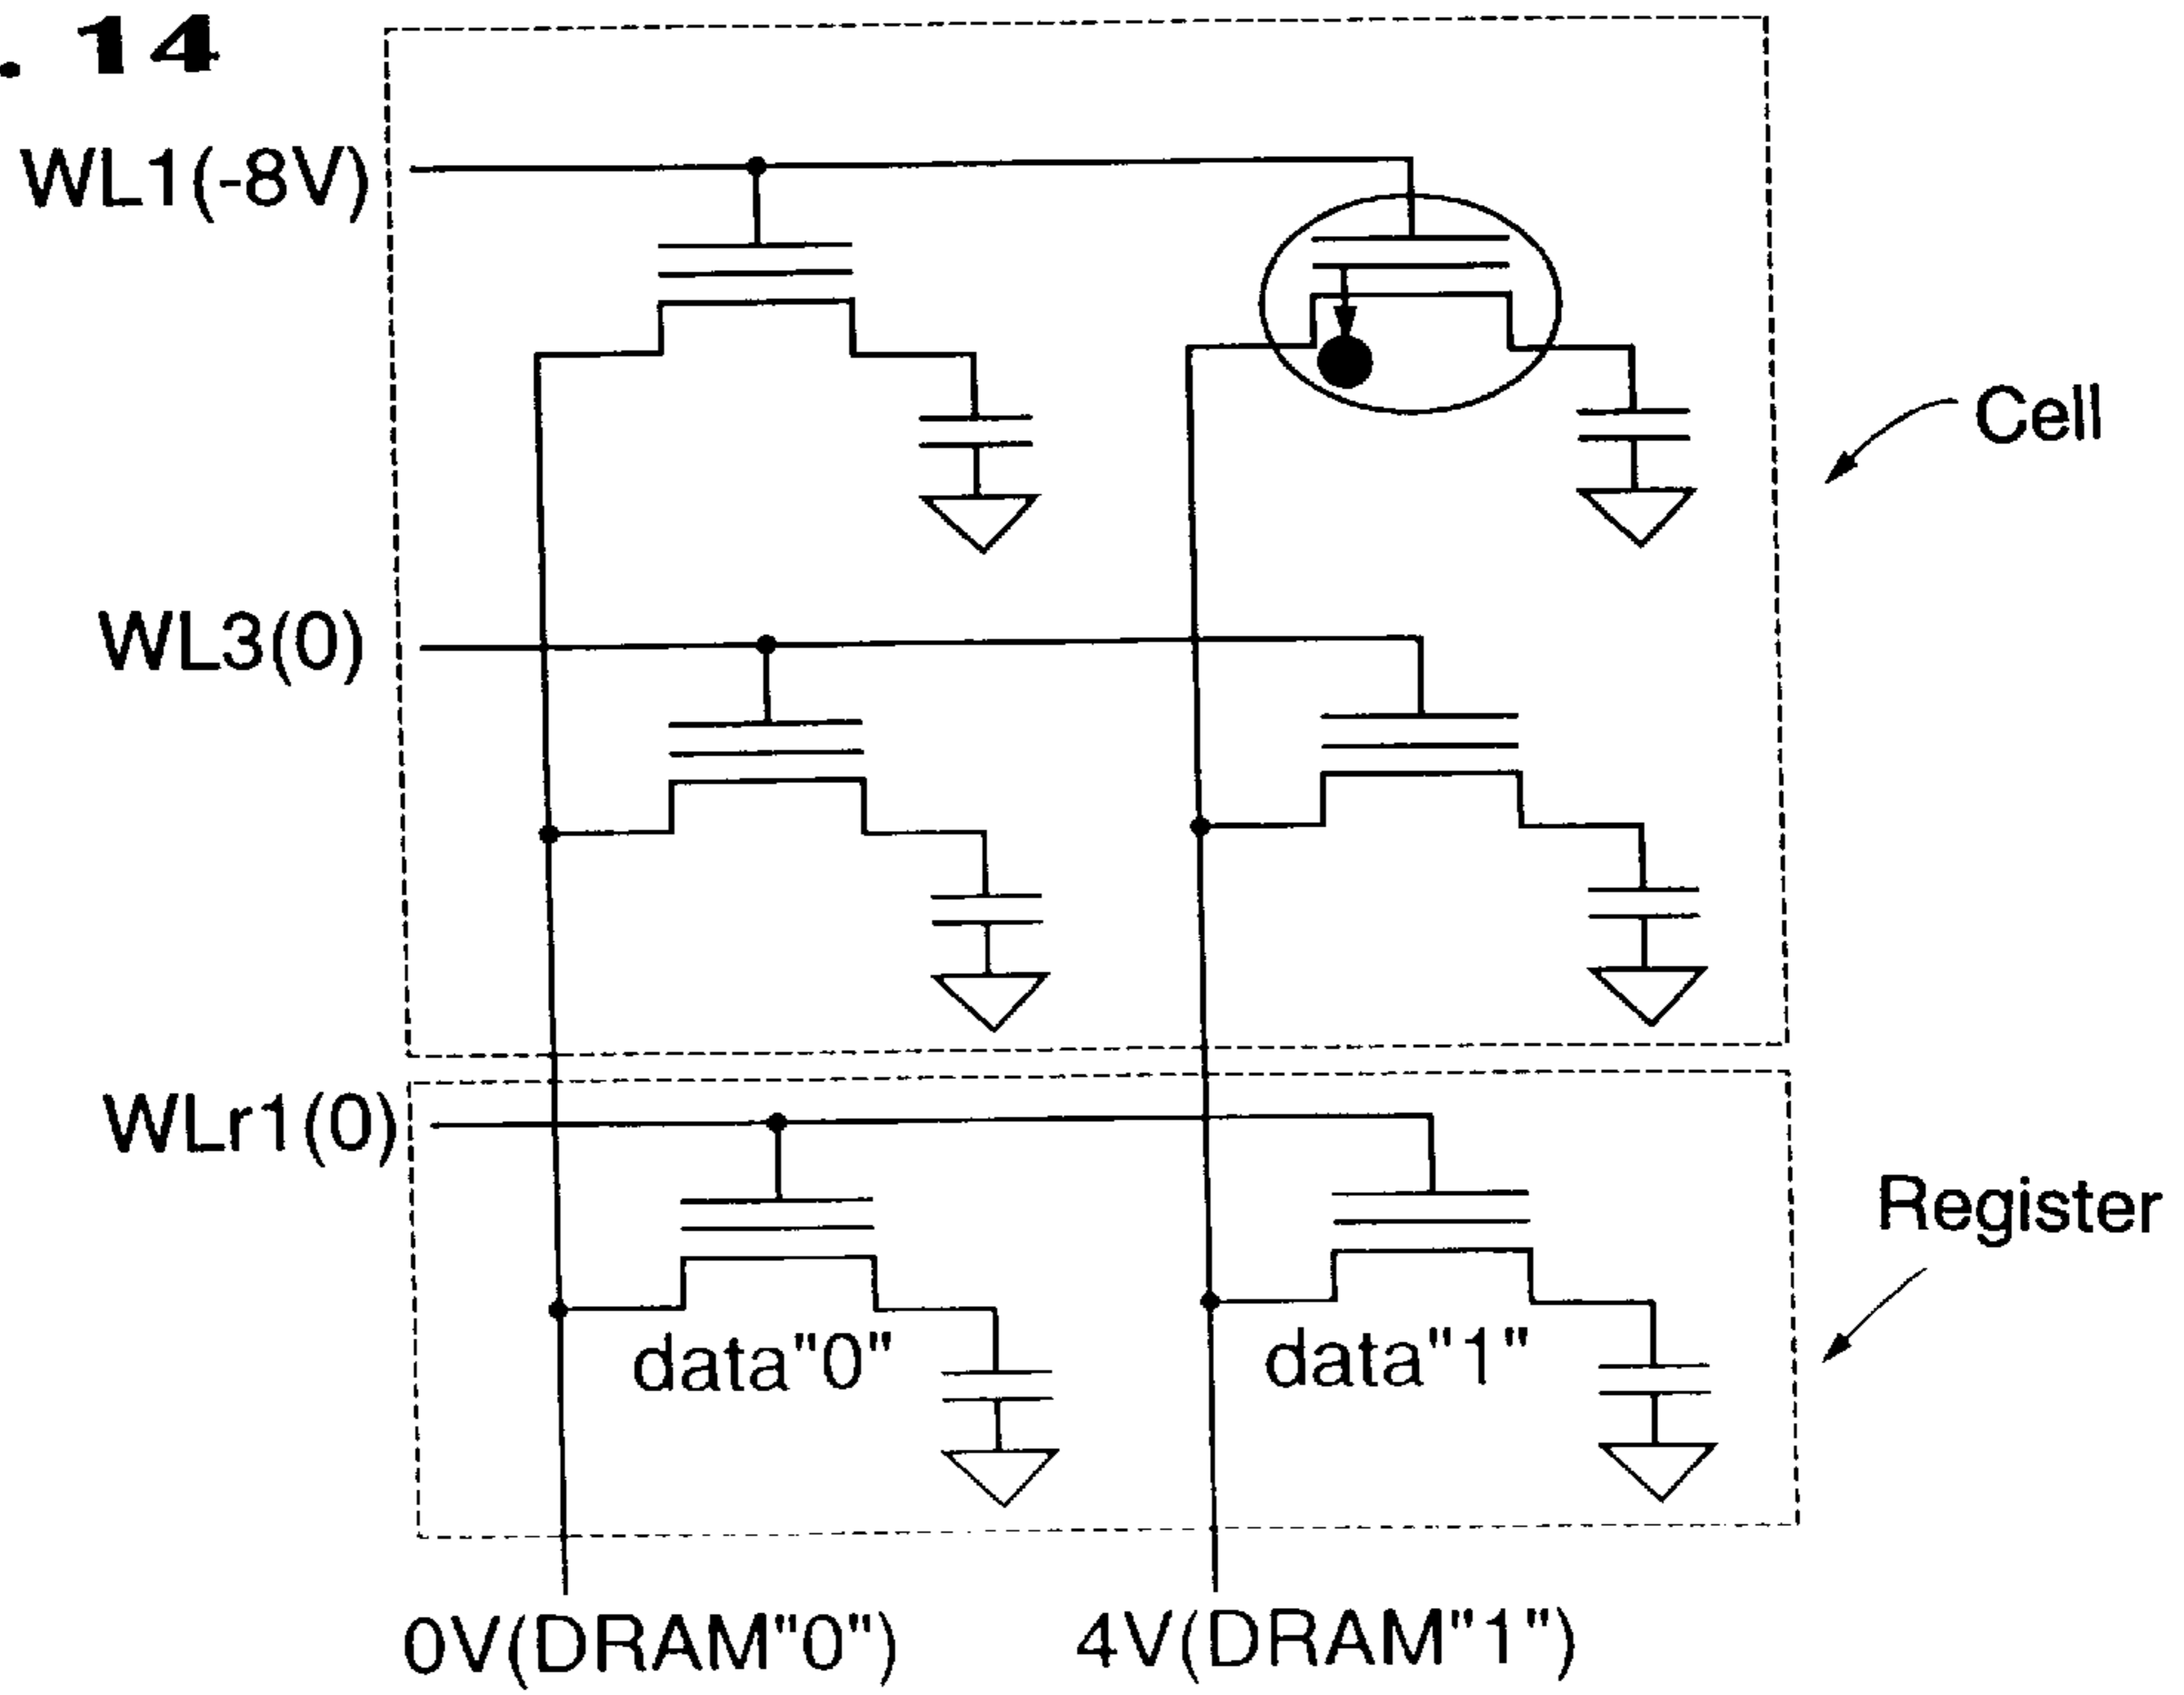 . 14
WL1(-8V)
Cell
WL3(0)
WLr1(0)
Register
data"0"
data"1"
0V(DRAM"0")
4V(DRAM"1")